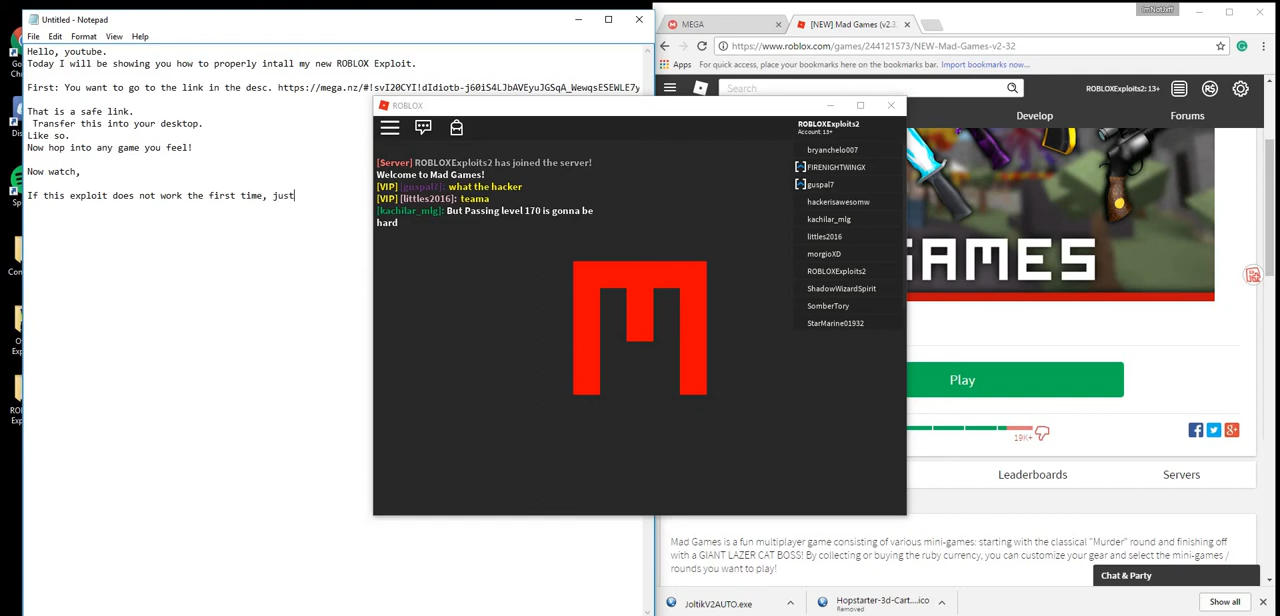 Untitled - Notepad
File Edit Format View Help
Hello, youtube.
Today I will be showing you how to properly intall my new ROBLOX Exploit.
First: You want to go to the link in the desc. https://mega.nz/#!svI20CYI!dIdiotb-j60iS4LJbAVEyuJGSqA_WewqsESEWLE7y
That is a safe link.
Transfer this into your desktop.
Like so.
Now hop into any game you feel!
Now watch,
If this exploit does not work the first time, just
ROBLOX
ROBLOXExploits2
Account: 13+
[Server] ROBLOXExploits2 has joined the server!
Welcome to Mad Games!
[VIP] [guspal7]: what the hacker
[VIP] [littles2016]: teama
[kachilar_mlg]: But Passing level 170 is gonna be
hard
bryanchelo007
FIRENIGHTWINGX
guspal7
hackerisawesomw
kachilar_mlg
littles2016
morgioXD
ROBLOXExploits2
ShadowWizardSpirit
SomberTory
StarMarine01932
ImNotJeff
MEGA
[NEW] Mad Games (v2.3
https://www.roblox.com/games/244121573/NEW-Mad-Games-v2-32
Apps For quick access, place your bookmarks here on the bookmarks bar. Import bookmarks now...
Search
ROBLOXExploits2: 13+
Develop Forums
GAMES
Play
19K+
Leaderboards Servers
Mad Games is a fun multiplayer game consisting of various mini-games: starting with the classical "Murder" round and finishing off
with a GIANT LAZER CAT BOSS! By collecting or buying the ruby currency, you can customize your gear and select the mini-games /
rounds you want to play!
Chat & Party
JoltikV2AUTO.exe
Hopstarter-3d-Cart....ico
Removed
Show all